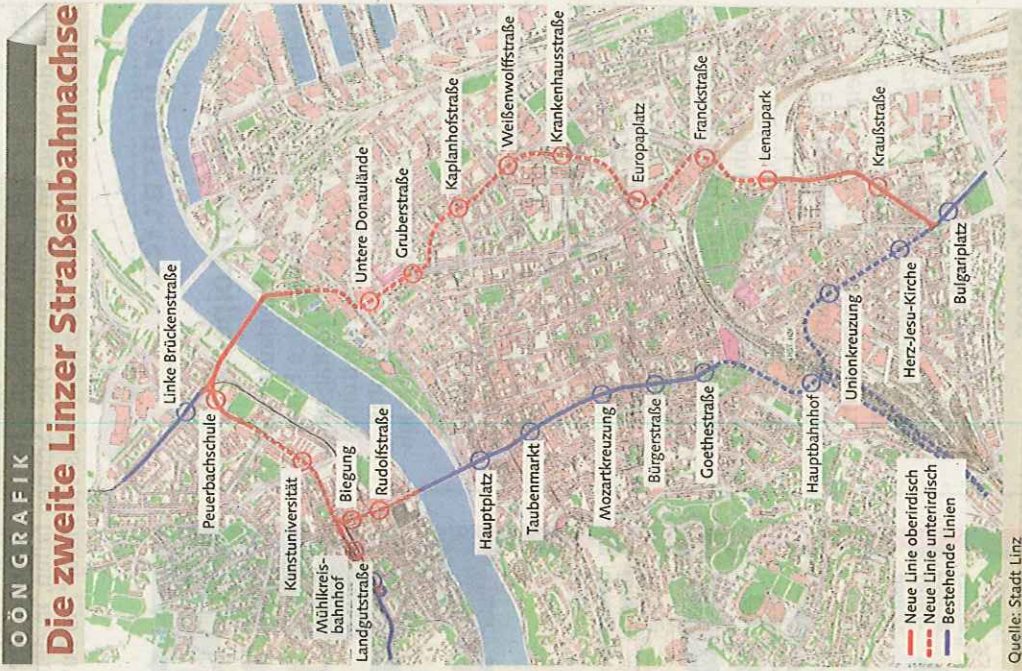 OÖN GRAFIK
Die zweite Linzer Straßenbahnachse
Linke Brückenstraße
Peuerbachschule
Kunstuniversität
Biegung
Rudolfstraße
Mühlkreis-
bahnhof
Landgutstraße
Untere Donaulände
Gruberstraße
Kaplanhofstraße
Weißenwolffstraße
Krankenhausstraße
Europaplatz
Franckstraße
Lenaupark
Kraußstraße
Hauptplatz
Taubenmarkt
Mozartkreuzung
Bürgerstraße
Goethestraße
Hauptbahnhof
Unionkreuzung
Herz-Jesu-Kirche
Bulgariplatz
Neue Linie oberirdisch
Neue Linie unterirdisch
Bestehende Linien
Quelle: Stadt Linz